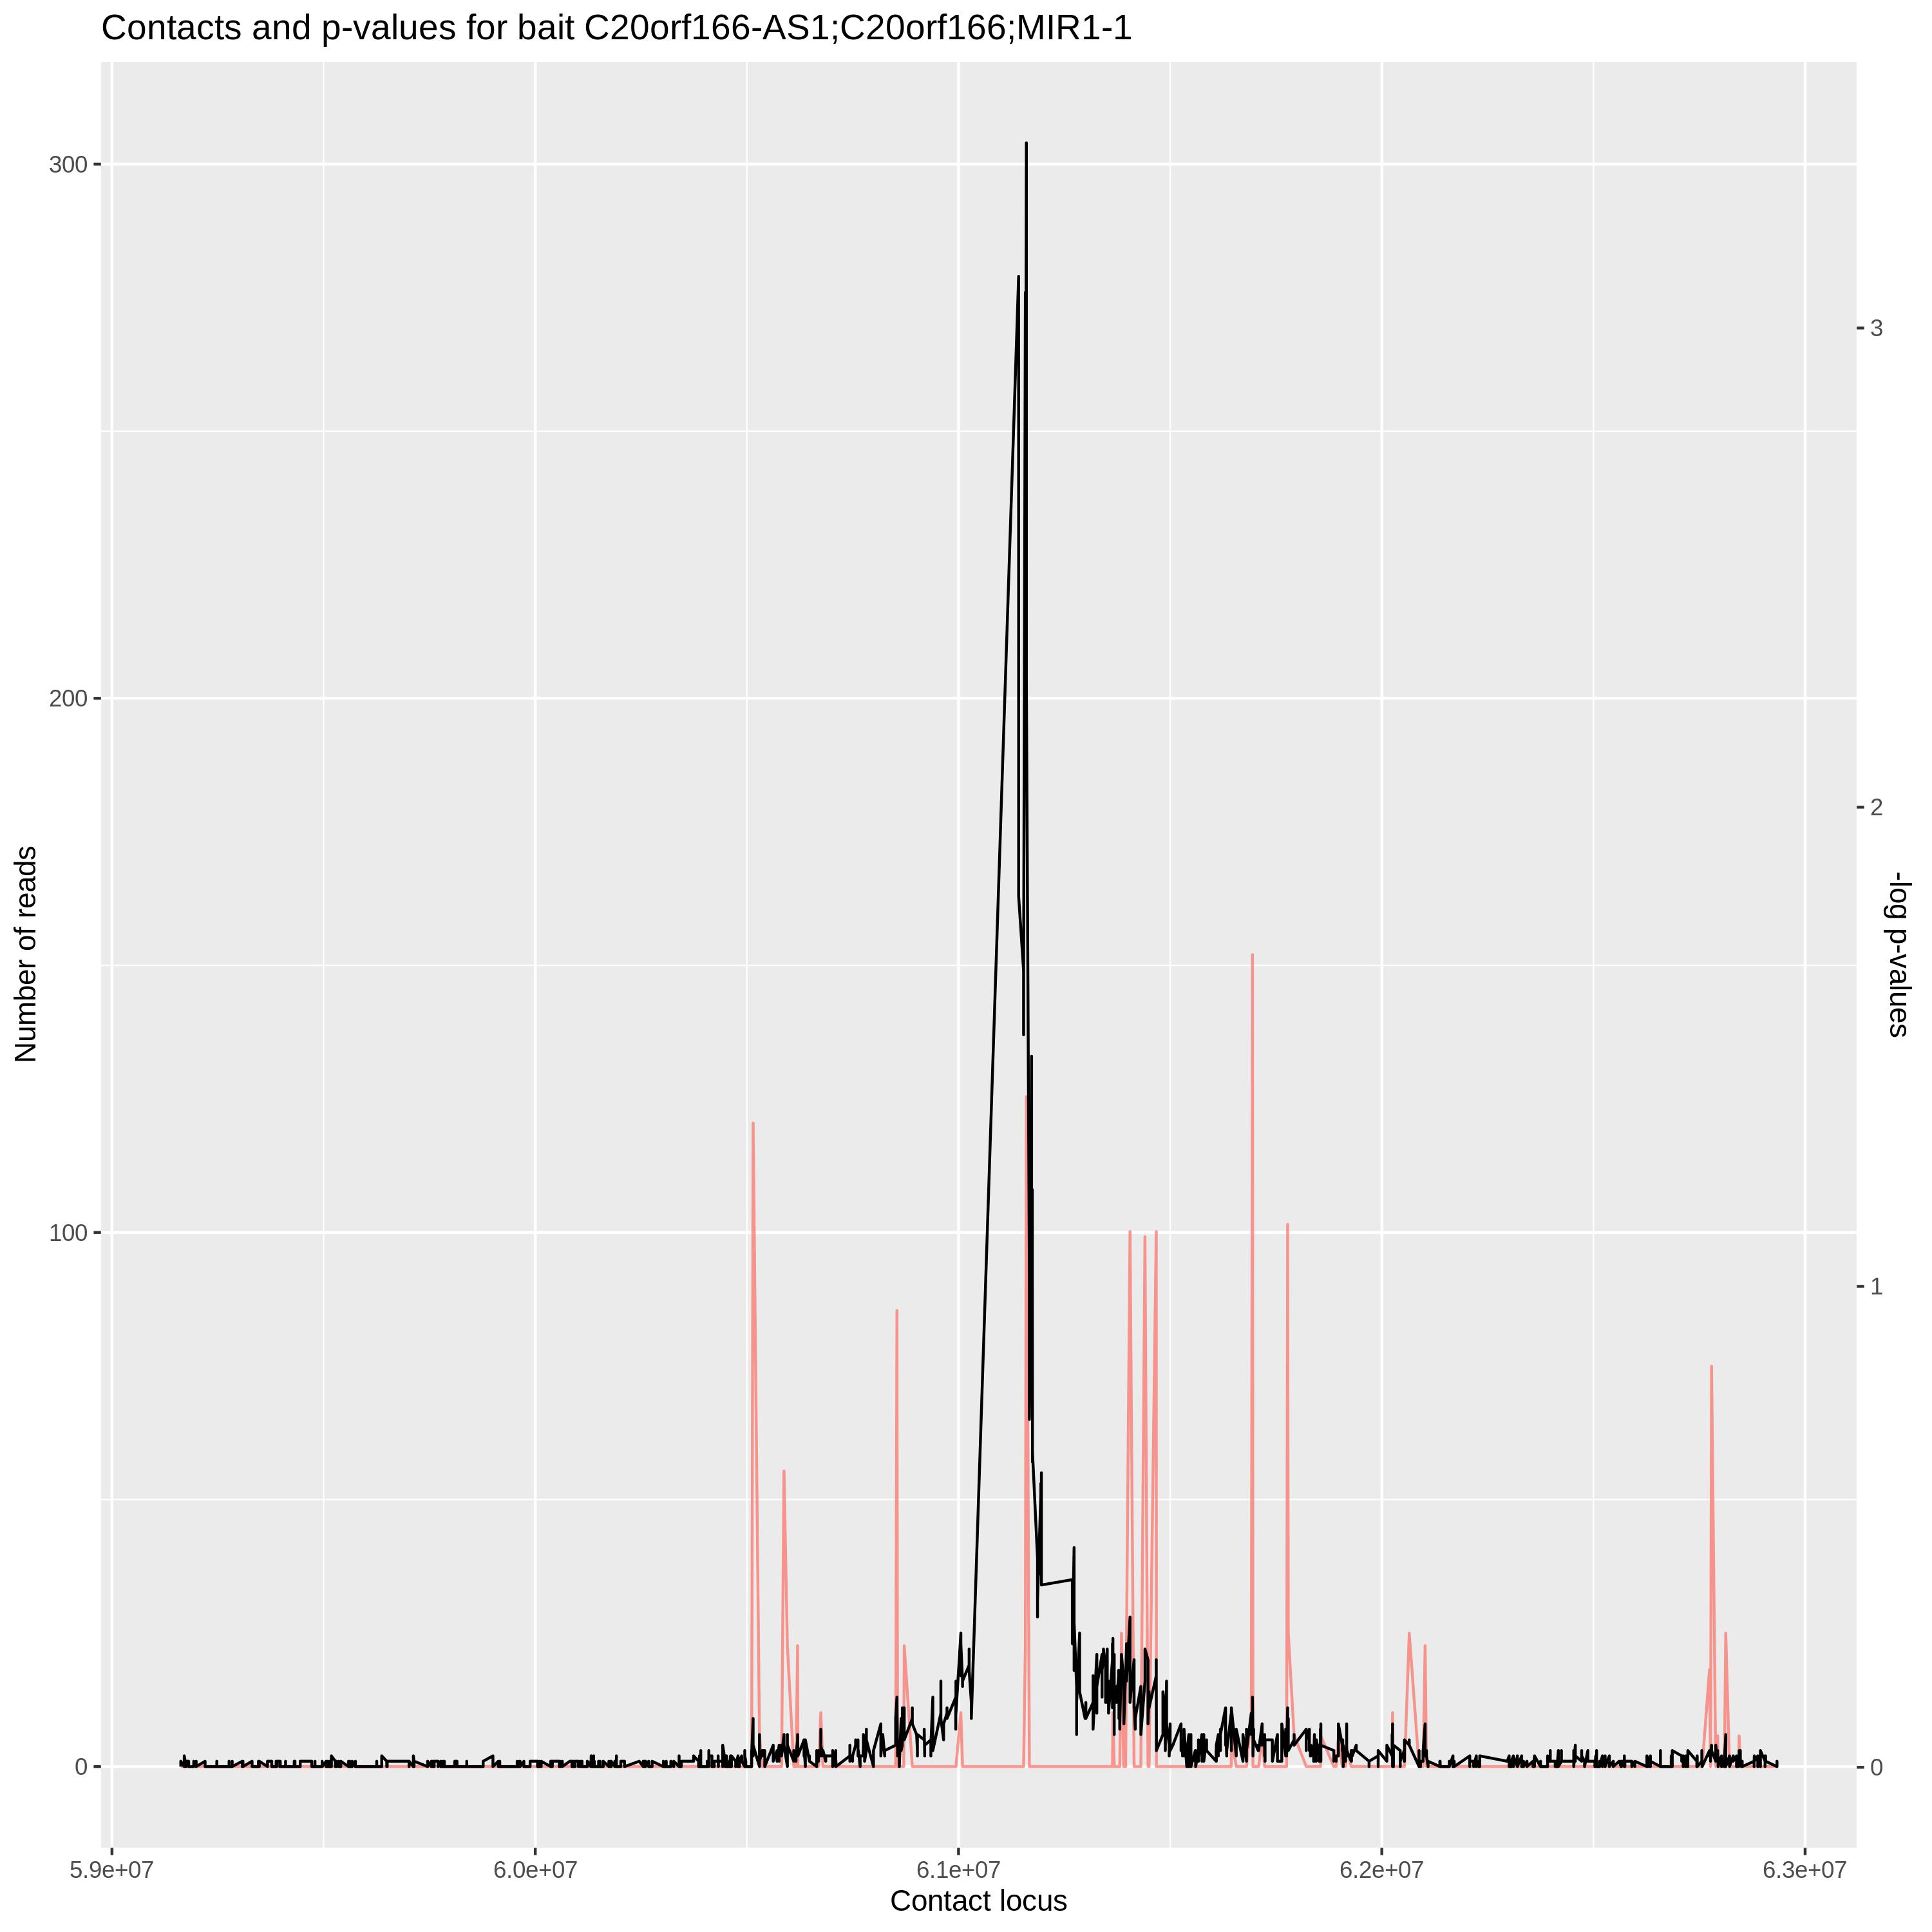 Contacts and p-values for bait C20orf166-AS1;C20orf166;MIR1-1
300
200
100
0
Number of reads
3
2
1
0
-log p-values
5.9e+07 6.0e+07 6.1e+07 6.2e+07 6.3e+07
Contact locus